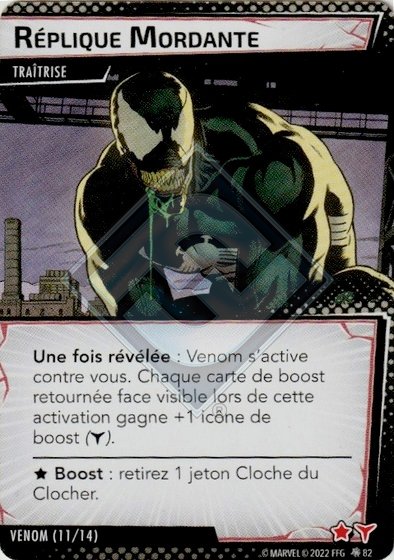 Réplique Mordante
TRAÎTRISE
Une fois révélée : Venom s'active
contre vous. Chaque carte de boost
retournée face visible lors de cette
activation gagne +1 icône de
boost ( ).
★ Boost : retirez 1 jeton Cloche du
Clocher.
VENOM (11/14)
© MARVEL © 2022 FFG 82